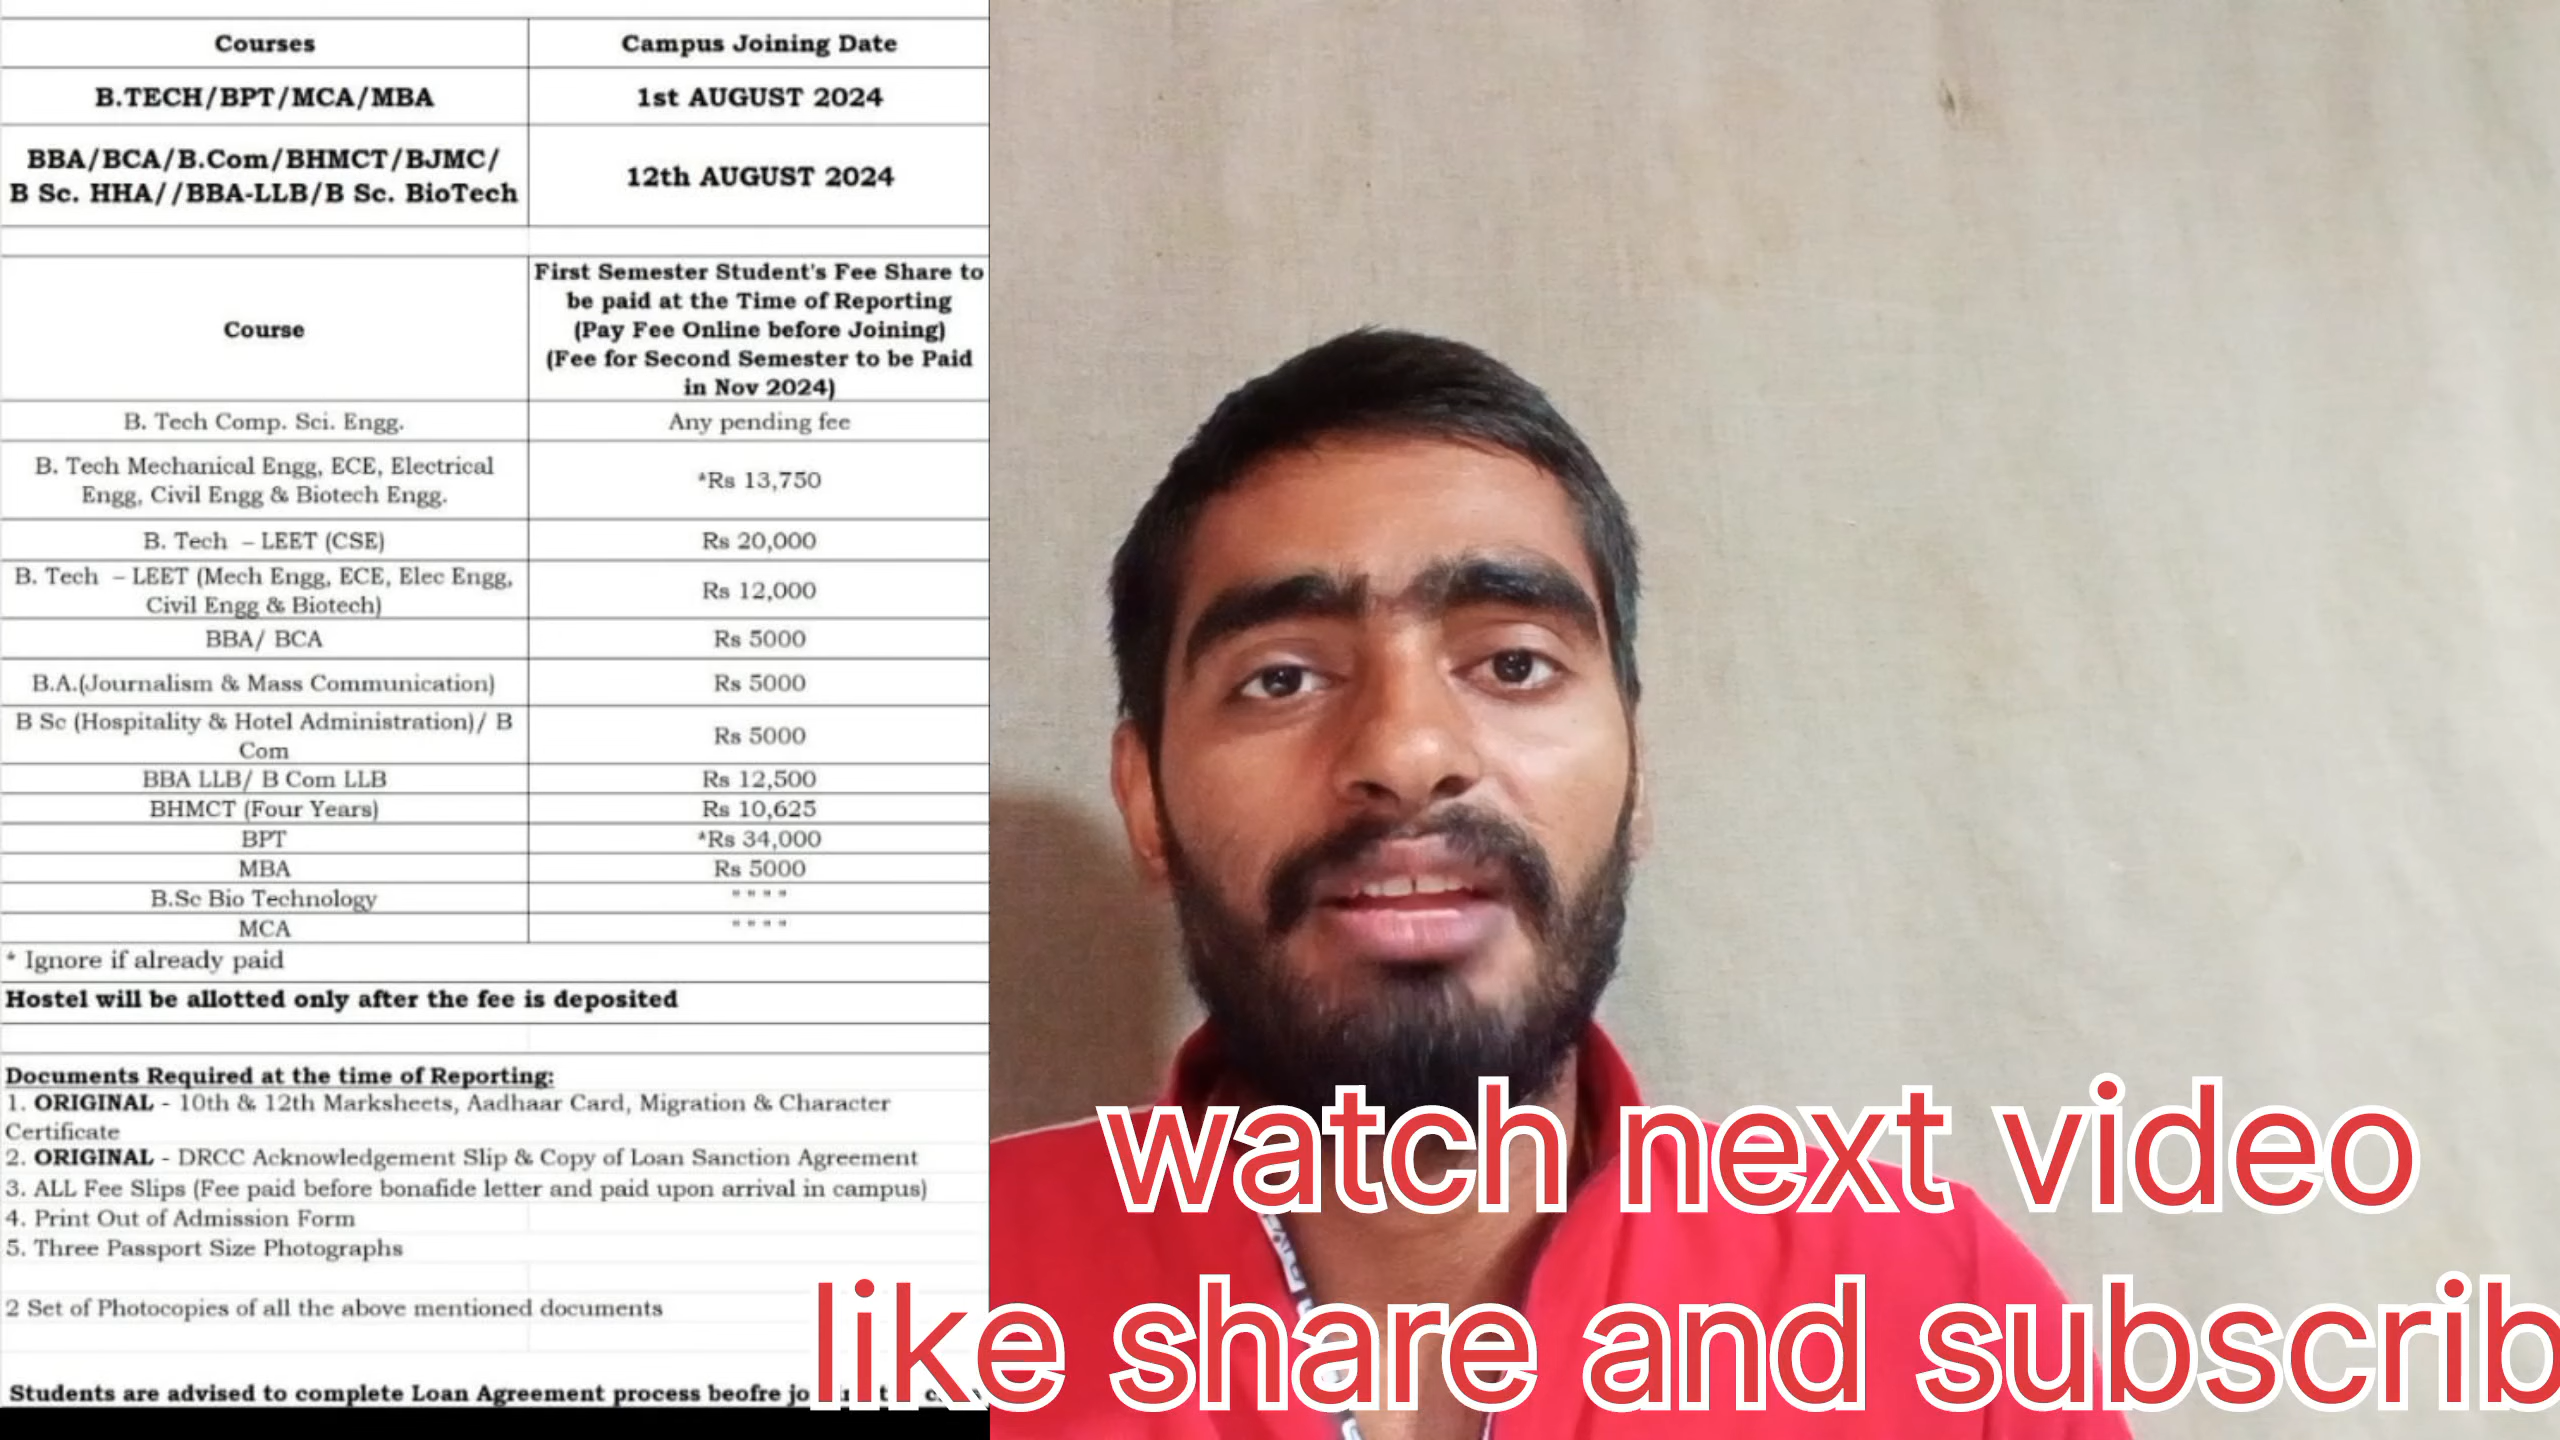 Courses Campus Joining Date
B.TECH/BPT/MCA/MBA 1st AUGUST 2024
BBA/BCA/B.Com/BHMCT/BJMC/
B Sc. HHA//BBA-LLB/B Sc. BioTech 12th AUGUST 2024
Course
First Semester Student's Fee Share to
be paid at the Time of Reporting
(Pay Fee Online before Joining)
(Fee for Second Semester to be Paid
in Nov 2024)
B. Tech Comp. Sci. Engg. Any pending fee
B. Tech Mechanical Engg, ECE, Electrical
Engg, Civil Engg & Biotech Engg. *Rs 13,750
B. Tech – LEET (CSE) Rs 20,000
B. Tech – LEET (Mech Engg, ECE, Elec Engg,
Civil Engg & Biotech) Rs 12,000
BBA/ BCA Rs 5000
B.A.(Journalism & Mass Communication) Rs 5000
B Sc (Hospitality & Hotel Administration)/ B
Com Rs 5000
BBA LLB/ B Com LLB Rs 12,500
BHMCT (Four Years) Rs 10,625
BPT *Rs 34,000
MBA Rs 5000
B.Sc Bio Technology " " " "
MCA " " " "
* Ignore if already paid
Hostel will be allotted only after the fee is deposited
Documents Required at the time of Reporting:
1. ORIGINAL - 10th & 12th Marksheets, Aadhaar Card, Migration & Character
Certificate
2. ORIGINAL - DRCC Acknowledgement Slip & Copy of Loan Sanction Agreement
3. ALL Fee Slips (Fee paid before bonafide letter and paid upon arrival in campus)
4. Print Out of Admission Form
5. Three Passport Size Photographs
2 Set of Photocopies of all the above mentioned documents
Students are advised to complete Loan Agreement process beofre
watch next video
like share and subscrib